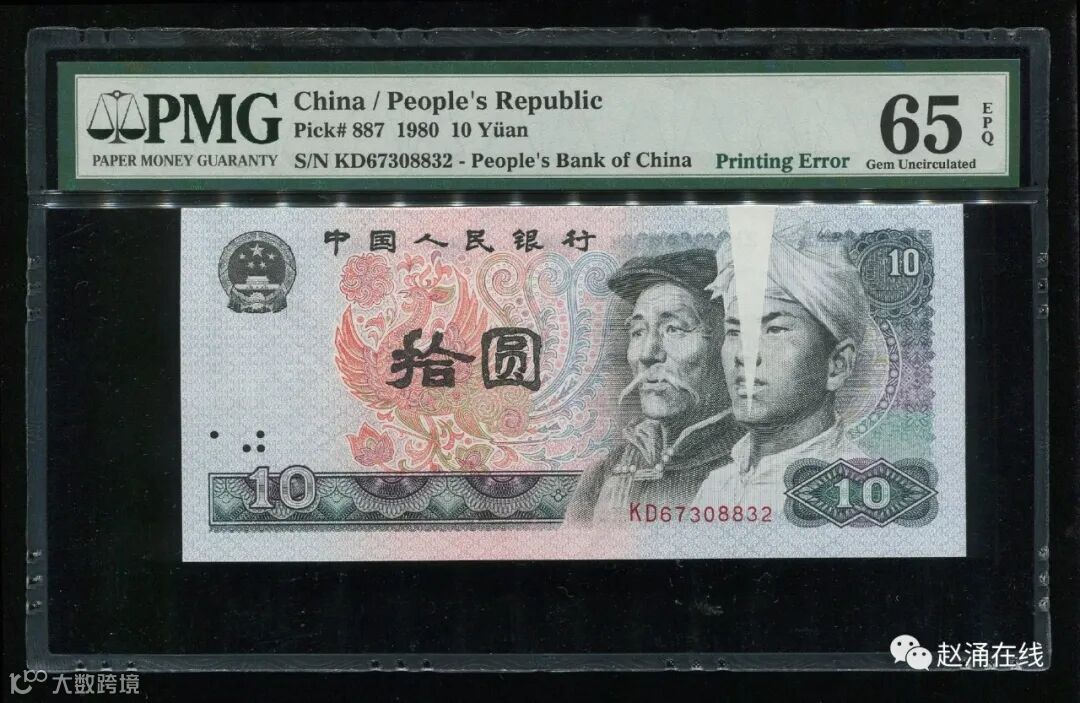 PMG
PAPER MONEY GUARANTY
China / People's Republic
Pick# 887 1980 10 Yüan
S/N KD67308832 - People's Bank of China Printing Error
65
EPQ
Gem Uncirculated
中国人民银行
10
拾圆
10
KD67308832
10
赵涌在线
大数跨境